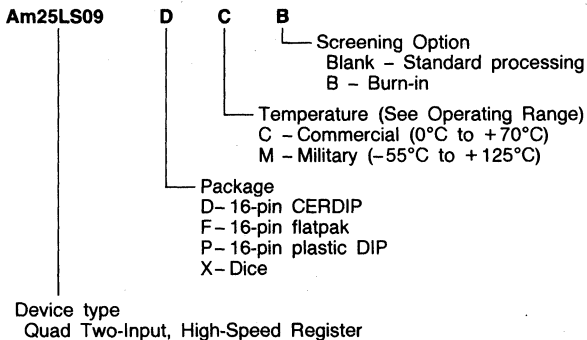 Am25LS09 D C B
Screening Option
Blank – Standard processing
B – Burn-in
Temperature (See Operating Range)
C – Commercial (0°C to +70°C)
M – Military (–55°C to +125°C)
Package
D– 16-pin CERDIP
F – 16-pin flatpak
P – 16-pin plastic DIP
X– Dice
Device type
Quad Two-Input, High-Speed Register